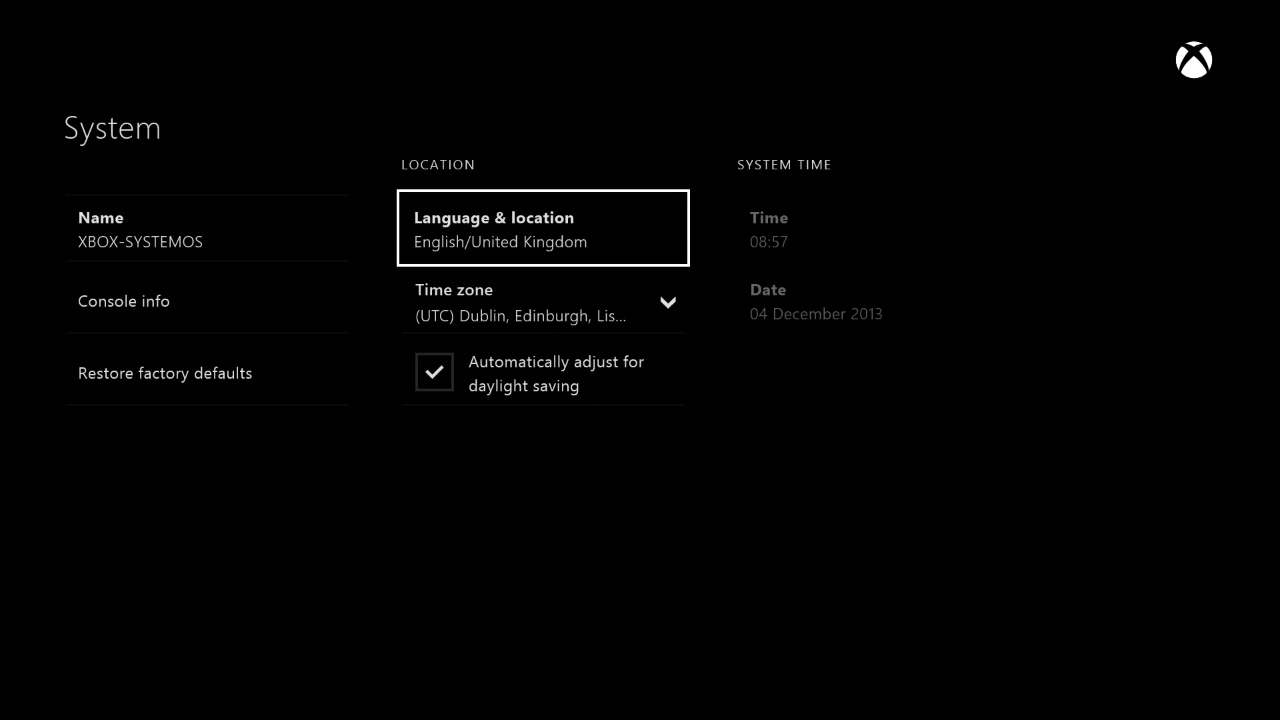 System
Name
XBOX-SYSTEMOS
Console info
Restore factory defaults
LOCATION
Language & location
English/United Kingdom
Time zone
(UTC) Dublin, Edinburgh, Lis...
Automatically adjust for
daylight saving
SYSTEM TIME
Time
08:57
Date
04 December 2013